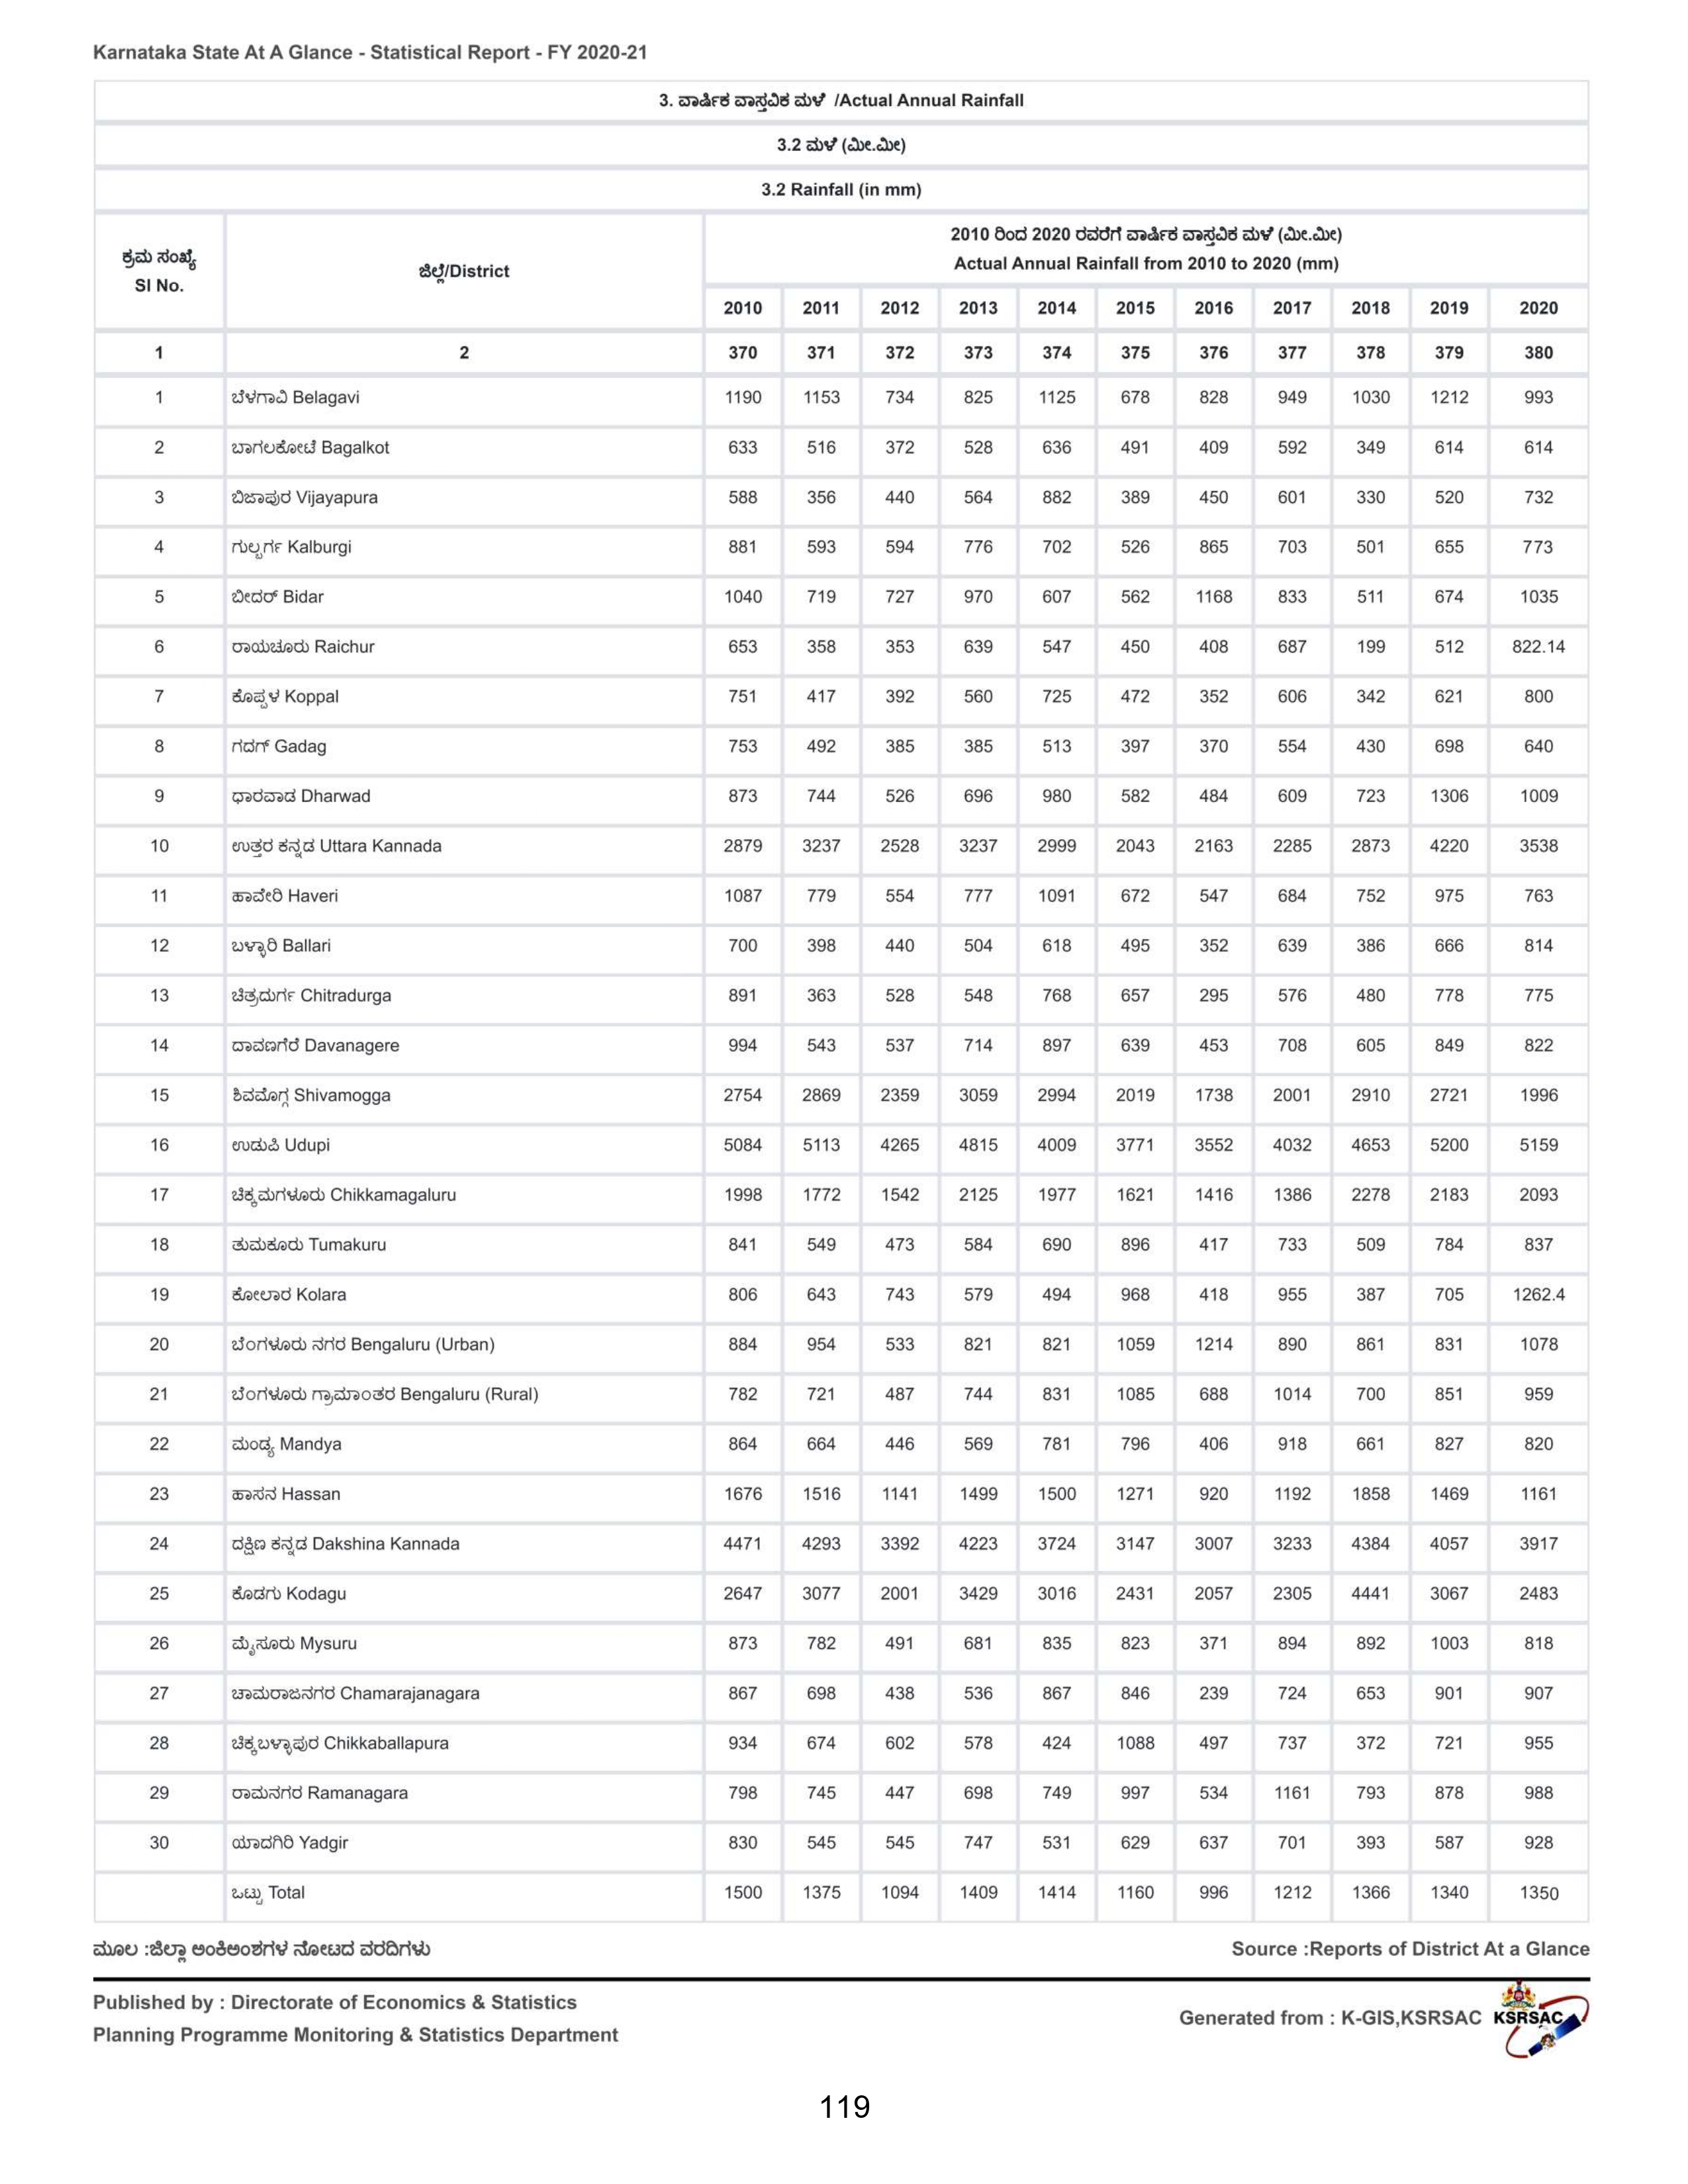 Karnataka State At A Glance - Statistical Report - FY 2020-21
3. ವಾರ್ಷಿಕ ವಾಸ್ತವಿಕ ಮಳೆ /Actual Annual Rainfall
3.2 ಮಳೆ (ಮೀ.ಮೀ)
3.2 Rainfall (in mm)
ಕ್ರಮ ಸಂಖ್ಯೆ
SI No.
ಜಿಲ್ಲೆ/District
2010 ರಿಂದ 2020 ರವರೆಗೆ ವಾರ್ಷಿಕ ವಾಸ್ತವಿಕ ಮಳೆ (ಮೀ.ಮೀ)
Actual Annual Rainfall from 2010 to 2020 (mm)
2010 2011 2012 2013 2014 2015 2016 2017 2018 2019 2020
1 2 370 371 372 373 374 375 376 377 378 379 380
1 ಬೆಳಗಾವಿ Belagavi 1190 1153 734 825 1125 678 828 949 1030 1212 993
2 ಬಾಗಲಕೋಟೆ Bagalkot 633 516 372 528 636 491 409 592 349 614 614
3 ಬಿಜಾಪುರ Vijayapura 588 356 440 564 882 389 450 601 330 520 732
4 ಗುಲ್ಬರ್ಗ Kalburgi 881 593 594 776 702 526 865 703 501 655 773
5 ಬೀದರ್ Bidar 1040 719 727 970 607 562 1168 833 511 674 1035
6 ರಾಯಚೂರು Raichur 653 358 353 639 547 450 408 687 199 512 822.14
7 ಕೊಪ್ಪಳ Koppal 751 417 392 560 725 472 352 606 342 621 800
8 ಗದಗ್ Gadag 753 492 385 385 513 397 370 554 430 698 640
9 ಧಾರವಾಡ Dharwad 873 744 526 696 980 582 484 609 723 1306 1009
10 ಉತ್ತರ ಕನ್ನಡ Uttara Kannada 2879 3237 2528 3237 2999 2043 2163 2285 2873 4220 3538
11 ಹಾವೇರಿ Haveri 1087 779 554 777 1091 672 547 684 752 975 763
12 ಬಳ್ಳಾರಿ Ballari 700 398 440 504 618 495 352 639 386 666 814
13 ಚಿತ್ರದುರ್ಗ Chitradurga 891 363 528 548 768 657 295 576 480 778 775
14 ದಾವಣಗೆರೆ Davanagere 994 543 537 714 897 639 453 708 605 849 822
15 ಶಿವಮೊಗ್ಗ Shivamogga 2754 2869 2359 3059 2994 2019 1738 2001 2910 2721 1996
16 ಉಡುಪಿ Udupi 5084 5113 4265 4815 4009 3771 3552 4032 4653 5200 5159
17 ಚಿಕ್ಕಮಗಳೂರು Chikkamagaluru 1998 1772 1542 2125 1977 1621 1416 1386 2278 2183 2093
18 ತುಮಕೂರು Tumakuru 841 549 473 584 690 896 417 733 509 784 837
19 ಕೋಲಾರ Kolara 806 643 743 579 494 968 418 955 387 705 1262.4
20 ಬೆಂಗಳೂರು ನಗರ Bengaluru (Urban) 884 954 533 821 821 1059 1214 890 861 831 1078
21 ಬೆಂಗಳೂರು ಗ್ರಾಮಾಂತರ Bengaluru (Rural) 782 721 487 744 831 1085 688 1014 700 851 959
22 ಮಂಡ್ಯ Mandya 864 664 446 569 781 796 406 918 661 827 820
23 ಹಾಸನ Hassan 1676 1516 1141 1499 1500 1271 920 1192 1858 1469 1161
24 ದಕ್ಷಿಣ ಕನ್ನಡ Dakshina Kannada 4471 4293 3392 4223 3724 3147 3007 3233 4384 4057 3917
25 ಕೊಡಗು Kodagu 2647 3077 2001 3429 3016 2431 2057 2305 4441 3067 2483
26 ಮೈಸೂರು Mysuru 873 782 491 681 835 823 371 894 892 1003 818
27 ಚಾಮರಾಜನಗರ Chamarajanagara 867 698 438 536 867 846 239 724 653 901 907
28 ಚಿಕ್ಕಬಳ್ಳಾಪುರ Chikkaballapura 934 674 602 578 424 1088 497 737 372 721 955
29 ರಾಮನಗರ Ramanagara 798 745 447 698 749 997 534 1161 793 878 988
30 ಯಾದಗಿರಿ Yadgir 830 545 545 747 531 629 637 701 393 587 928
ಒಟ್ಟು Total 1500 1375 1094 1409 1414 1160 996 1212 1366 1340 1350
ಮೂಲ :ಜಿಲ್ಲಾ ಅಂಕಿಅಂಶಗಳ ನೋಟದ ವರದಿಗಳು Source :Reports of District At a Glance
Published by : Directorate of Economics & Statistics
Planning Programme Monitoring & Statistics Department
Generated from : K-GIS,KSRSAC KSRSAC
119